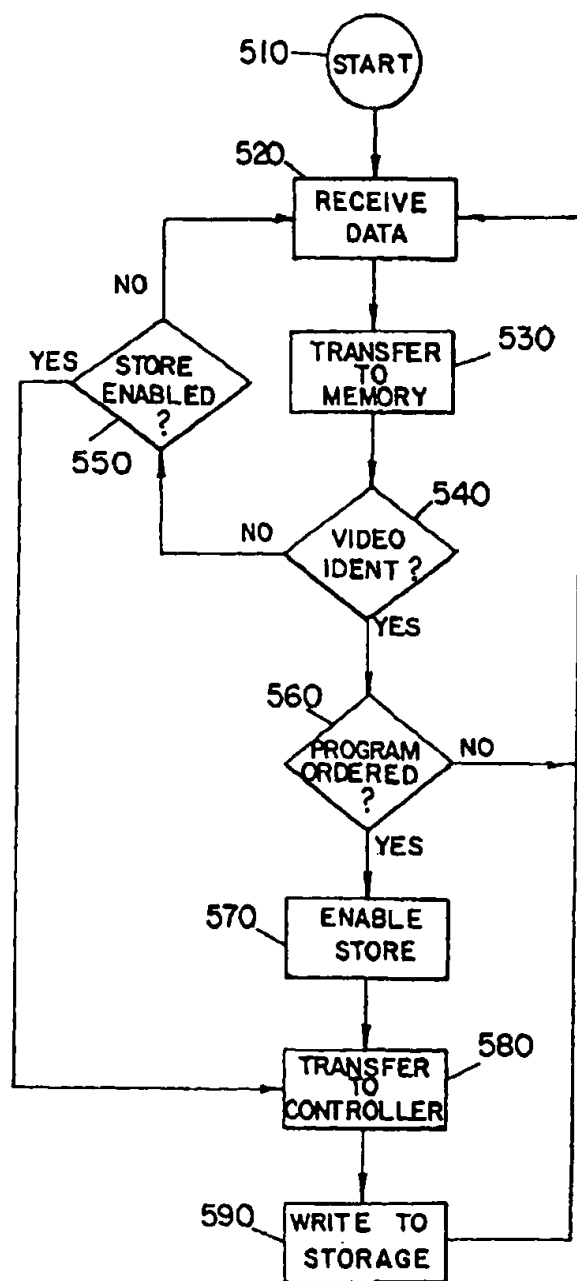 510
START
520
RECEIVE
DATA
NO
530
TRANSFER
TO
MEMORY
YES
STORE
ENABLED
?
550
540
NO
VIDEO
IDENT ?
YES
560
PROGRAM
ORDERED
?
NO
YES
570
ENABLE
STORE
580
TRANSFER
TO
CONTROLLER
590
WRITE TO
STORAGE